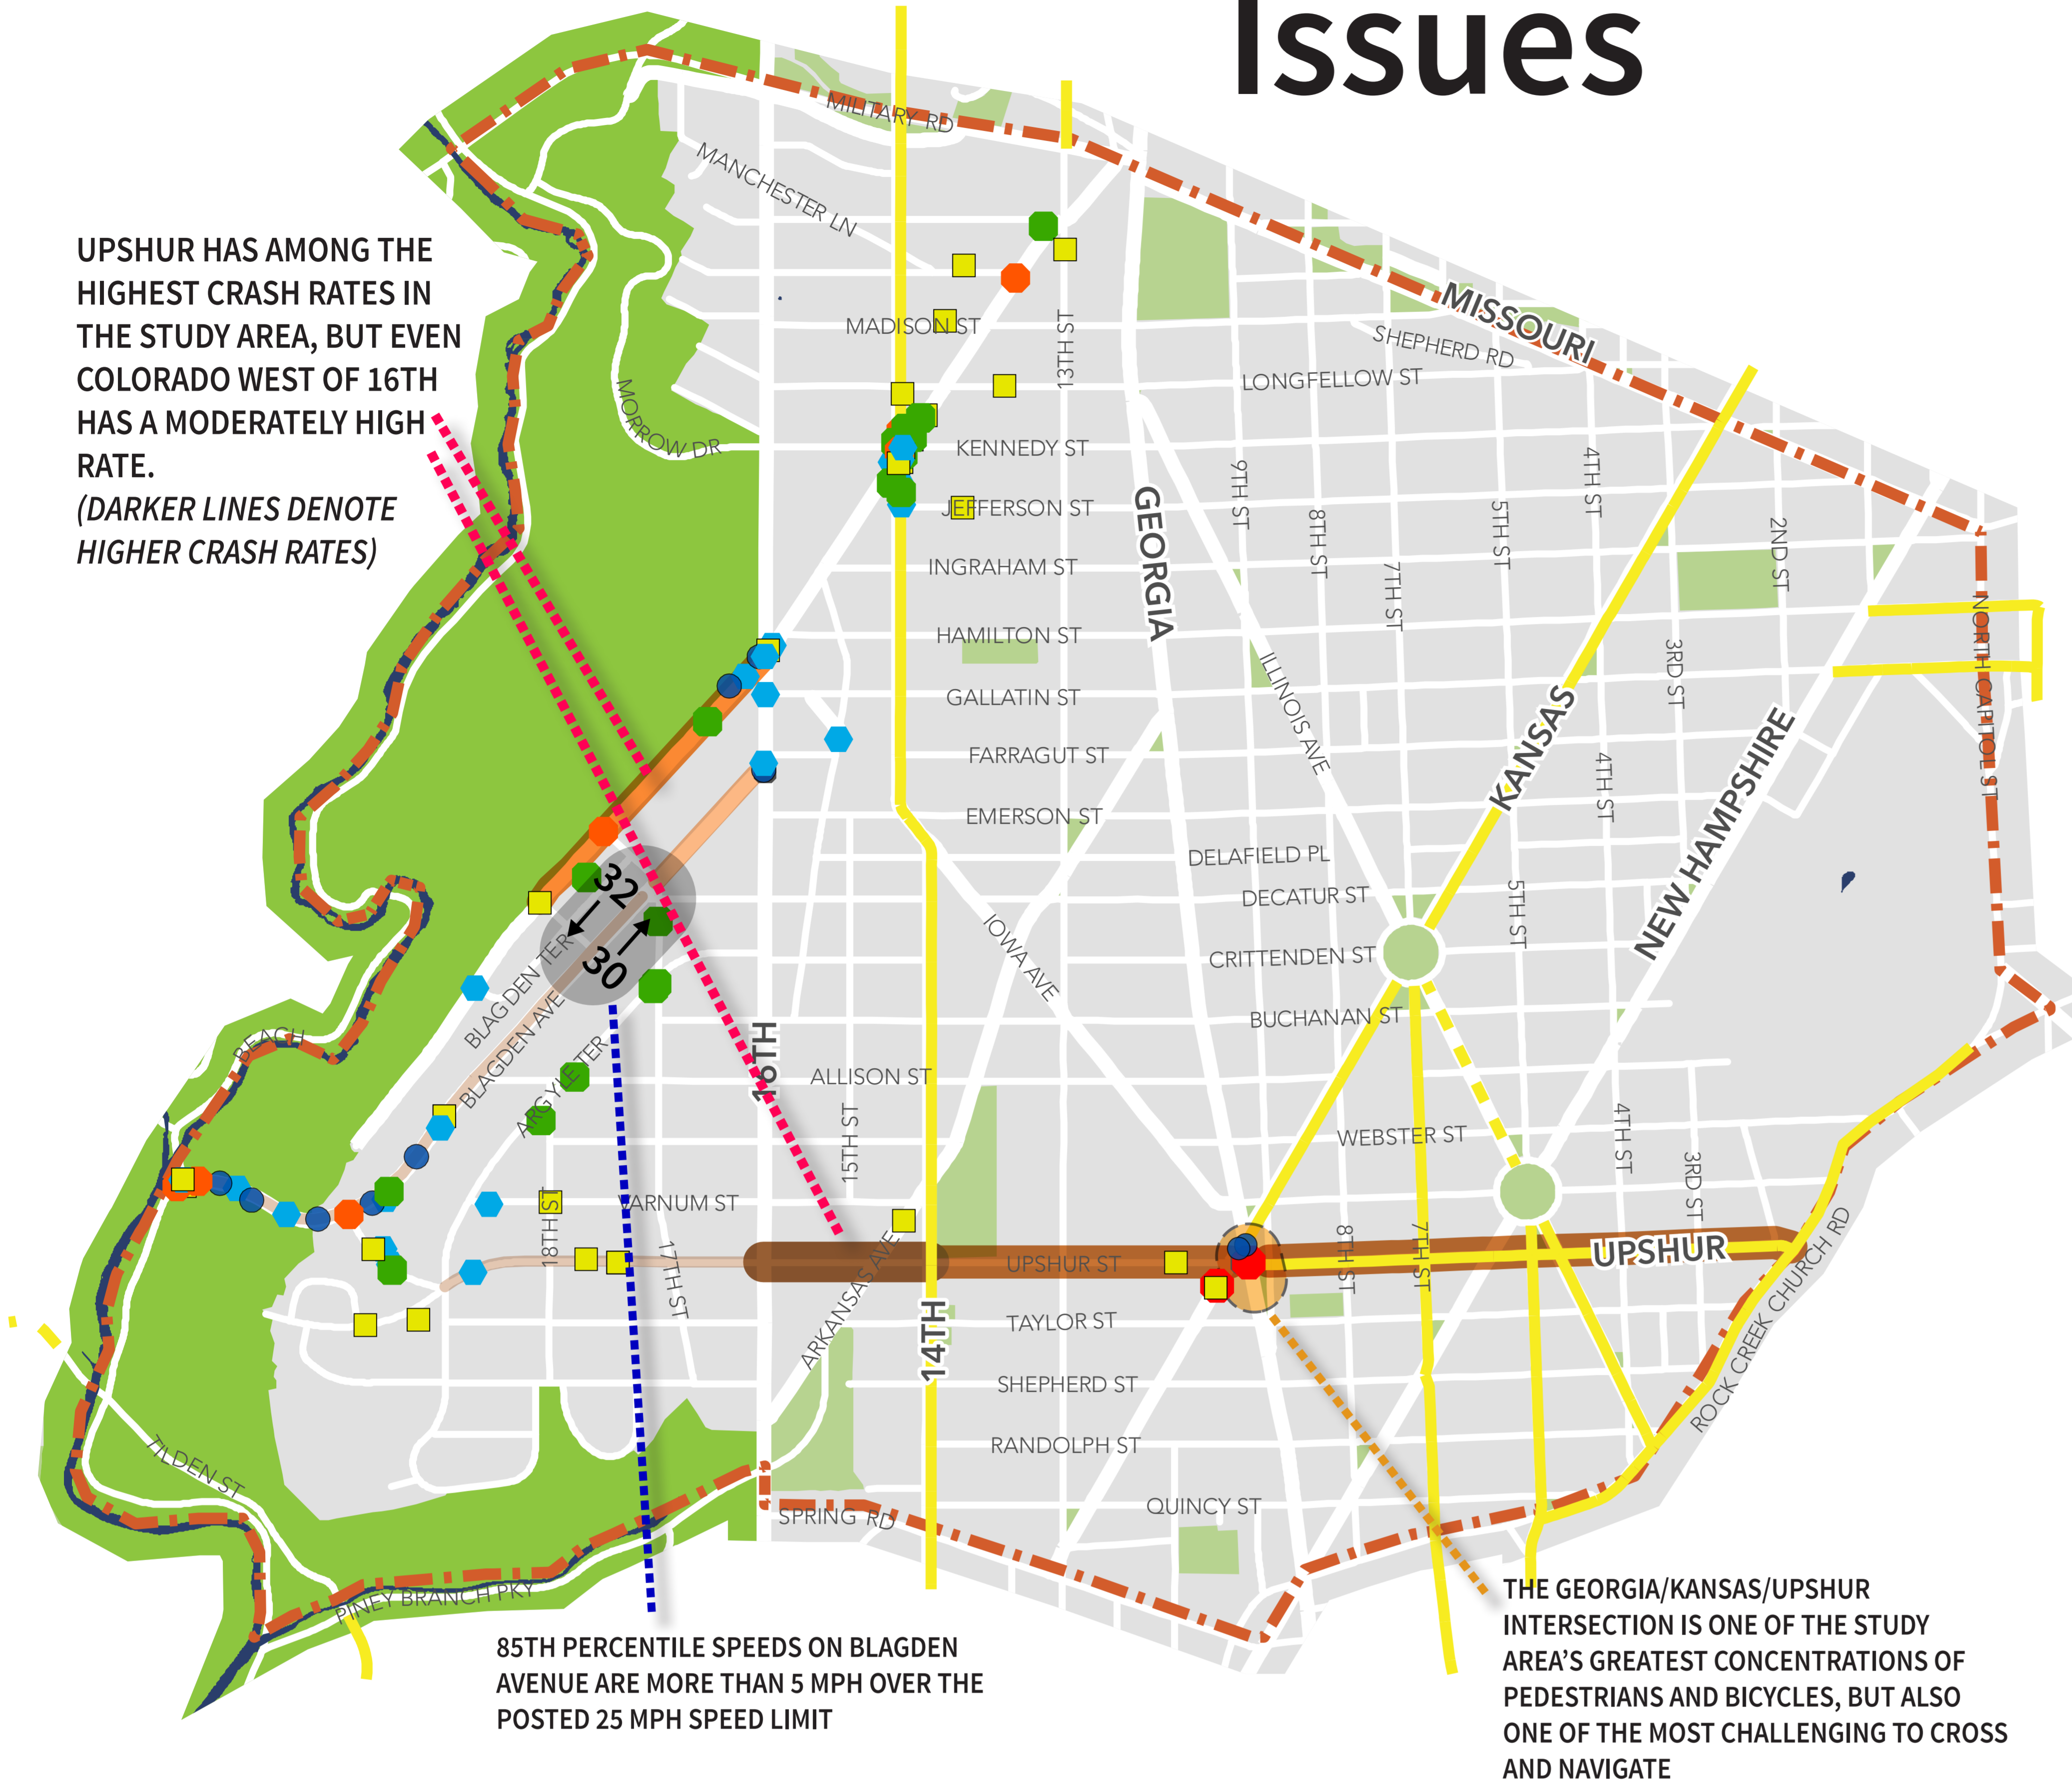 Issues
UPSHUR HAS AMONG THE
HIGHEST CRASH RATES IN
THE STUDY AREA, BUT EVEN
COLORADO WEST OF 16TH
HAS A MODERATELY HIGH
RATE.
(DARKER LINES DENOTE
HIGHER CRASH RATES)
MILITARY RD
MANCHESTER LN
MADISON ST
13TH ST
MISSOURI
SHEPHERD RD
LONGFELLOW ST
MORROW DR
KENNEDY ST
JEFFERSON ST
GEORGIA
9TH ST
8TH ST
7TH ST
5TH ST
4TH ST
2ND ST
INGRAHAM ST
HAMILTON ST
GALLATIN ST
FARRAGUT ST
EMERSON ST
ILLINOIS AVE
KANSAS
3RD ST
4TH ST
NEW HAMPSHIRE
NORTH CAPITOL ST
DELAFIELD PL
DECATUR ST
CRITTENDEN ST
BUCHANAN ST
5TH ST
IOWA AVE
32
30
BLAGDEN TER
BLAGDEN AVE
ARGYLE TER
BEACH
16TH
ALLISON ST
15TH ST
WEBSTER ST
4TH ST
3RD ST
VARNUM ST
18TH ST
17TH ST
ARKANSAS AVE
UPSHUR ST
8TH ST
7TH ST
UPSHUR
ROCK CREEK CHURCH RD
14TH
TAYLOR ST
SHEPHERD ST
RANDOLPH ST
QUINCY ST
SPRING RD
TILDEN ST
PINEY BRANCH PKY
85TH PERCENTILE SPEEDS ON BLAGDEN
AVENUE ARE MORE THAN 5 MPH OVER THE
POSTED 25 MPH SPEED LIMIT
THE GEORGIA/KANSAS/UPSHUR
INTERSECTION IS ONE OF THE STUDY
AREA'S GREATEST CONCENTRATIONS OF
PEDESTRIANS AND BICYCLES, BUT ALSO
ONE OF THE MOST CHALLENGING TO CROSS
AND NAVIGATE